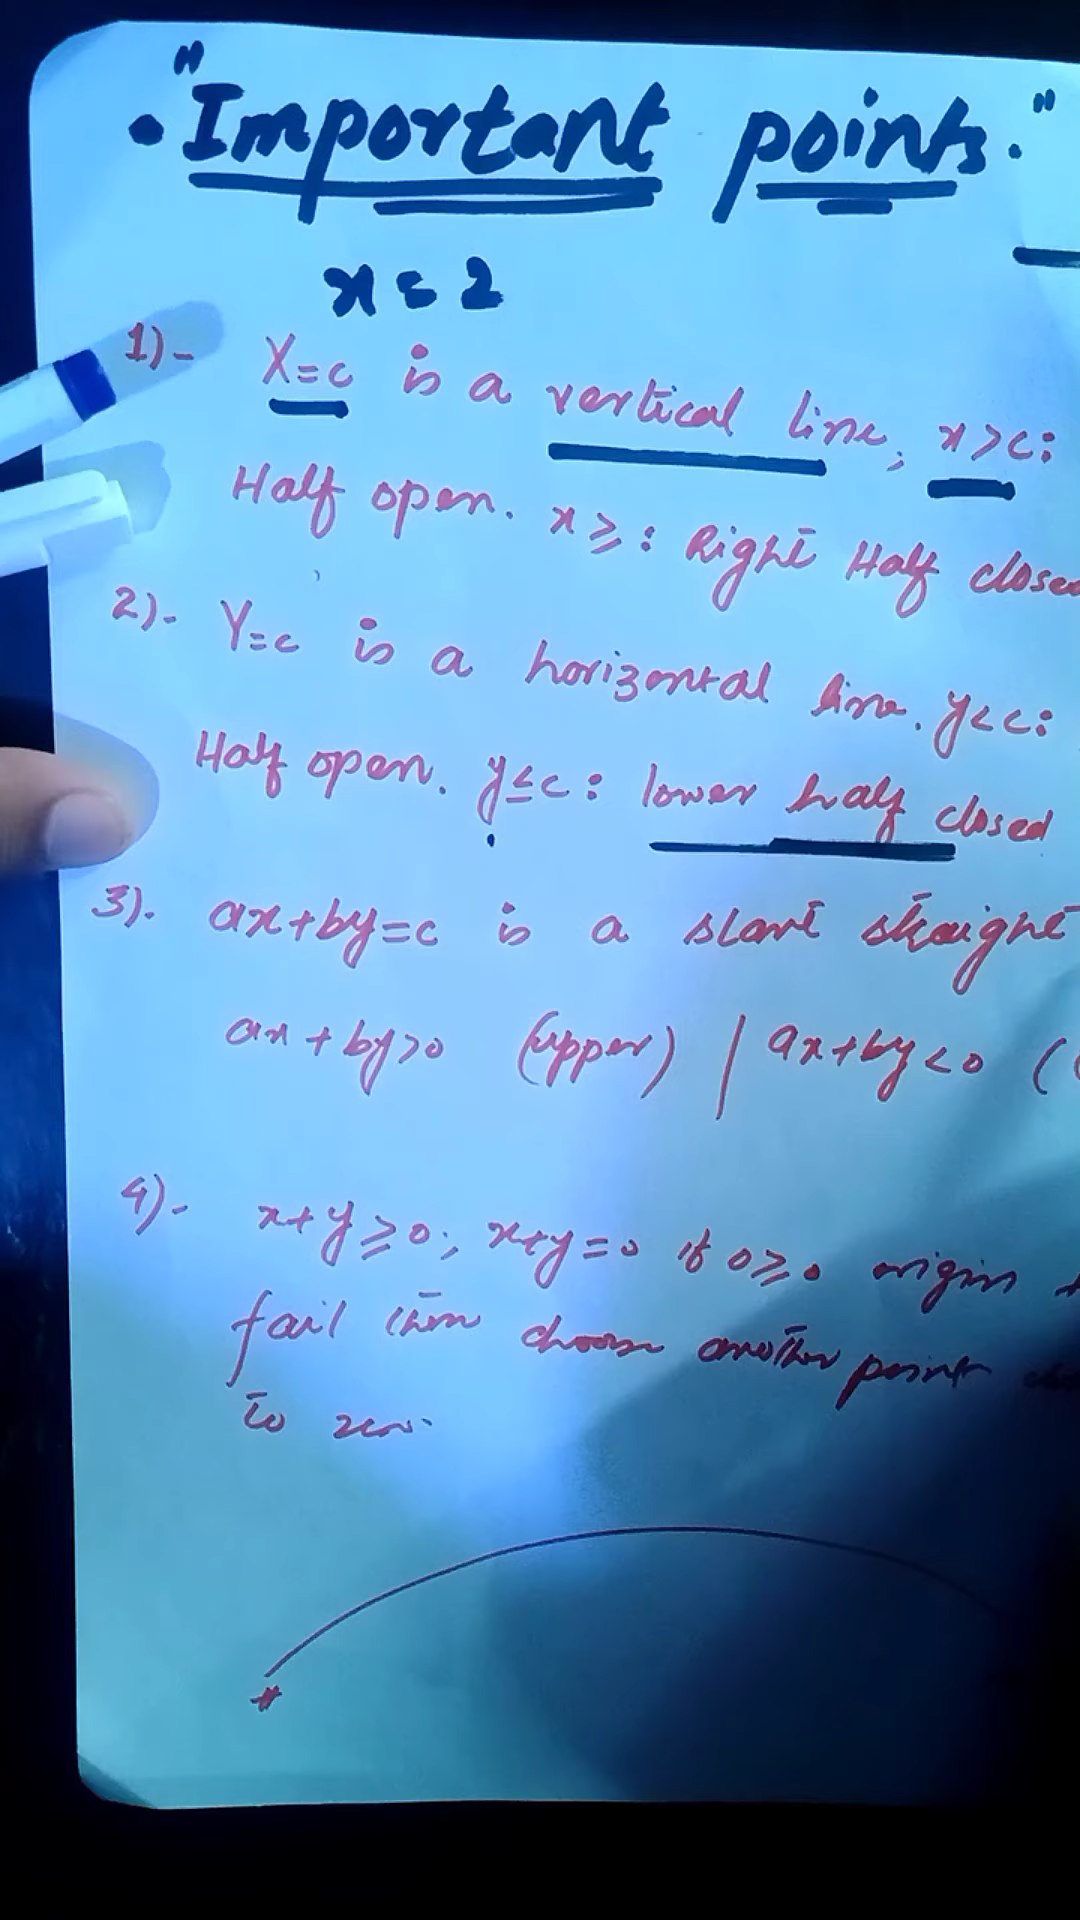 . "Important points."
x = 2
1)- X=c is a vertical line, x>c:
Half open. x≥: Right Half closed
2)- Y=c is a horizontal line. y<c:
Half open. y≤c: lower half closed
3). ax+by=c is a slant straight
ax+by>0 (upper) | ax+by<0 (
4)- x+y≥0; x+y=0 if 0≥0 origin
fail then choose another point
to zero.